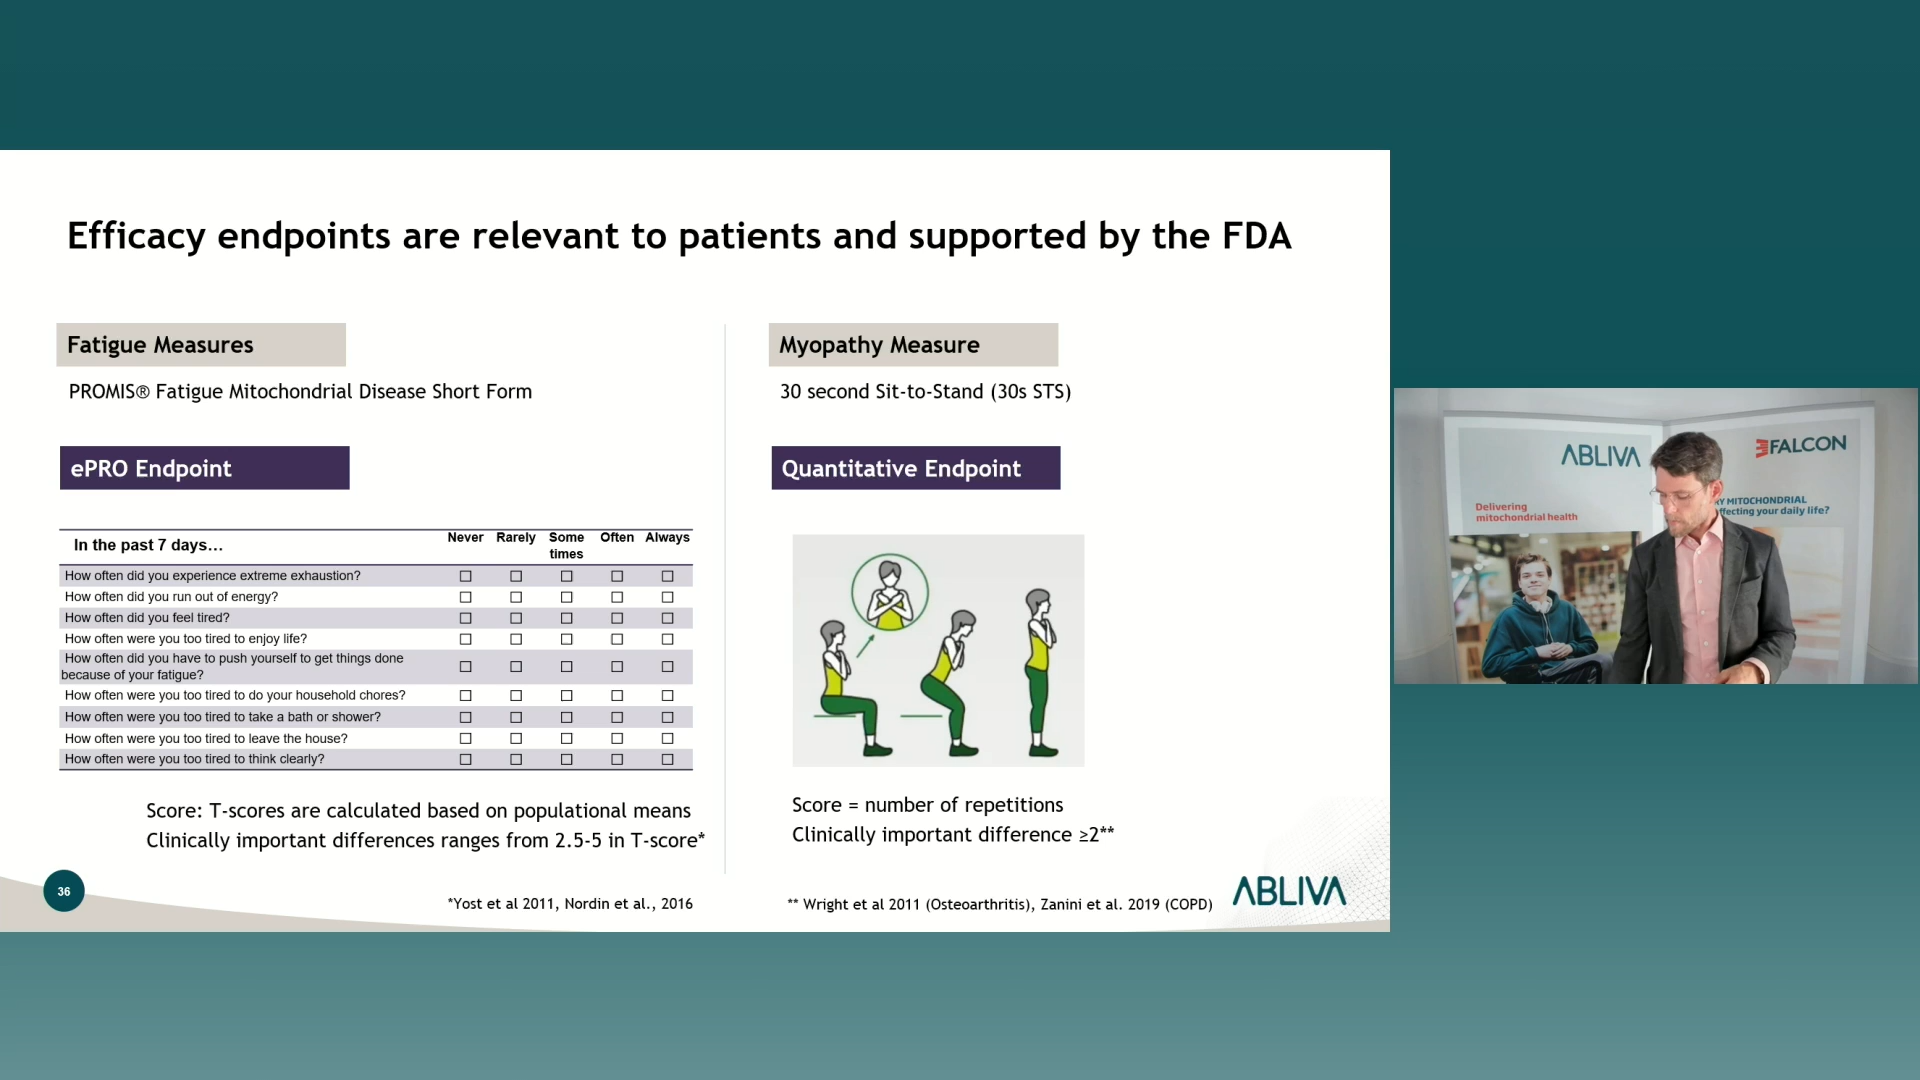 Efficacy endpoints are relevant to patients and supported by the FDA
Fatigue Measures
PROMIS® Fatigue Mitochondrial Disease Short Form
ePRO Endpoint
In the past 7 days...
Never Rarely Some times Often Always
How often did you experience extreme exhaustion? ☐ ☐ ☐ ☐ ☐
How often did you run out of energy? ☐ ☐ ☐ ☐ ☐
How often did you feel tired? ☐ ☐ ☐ ☐ ☐
How often were you too tired to enjoy life? ☐ ☐ ☐ ☐ ☐
How often did you have to push yourself to get things done
because of your fatigue? ☐ ☐ ☐ ☐ ☐
How often were you too tired to do your household chores? ☐ ☐ ☐ ☐ ☐
How often were you too tired to take a bath or shower? ☐ ☐ ☐ ☐ ☐
How often were you too tired to leave the house? ☐ ☐ ☐ ☐ ☐
How often were you too tired to think clearly? ☐ ☐ ☐ ☐ ☐
Score: T-scores are calculated based on populational means
Clinically important differences ranges from 2.5-5 in T-score*
*Yost et al 2011, Nordin et al., 2016
36
Myopathy Measure
30 second Sit-to-Stand (30s STS)
Quantitative Endpoint
Score = number of repetitions
Clinically important difference ≥2**
** Wright et al 2011 (Osteoarthritis), Zanini et al. 2019 (COPD)
ABLIVA
ABLIVA
Delivering
mitochondrial health
FALCON
MITOCHONDRIAL
your daily life?